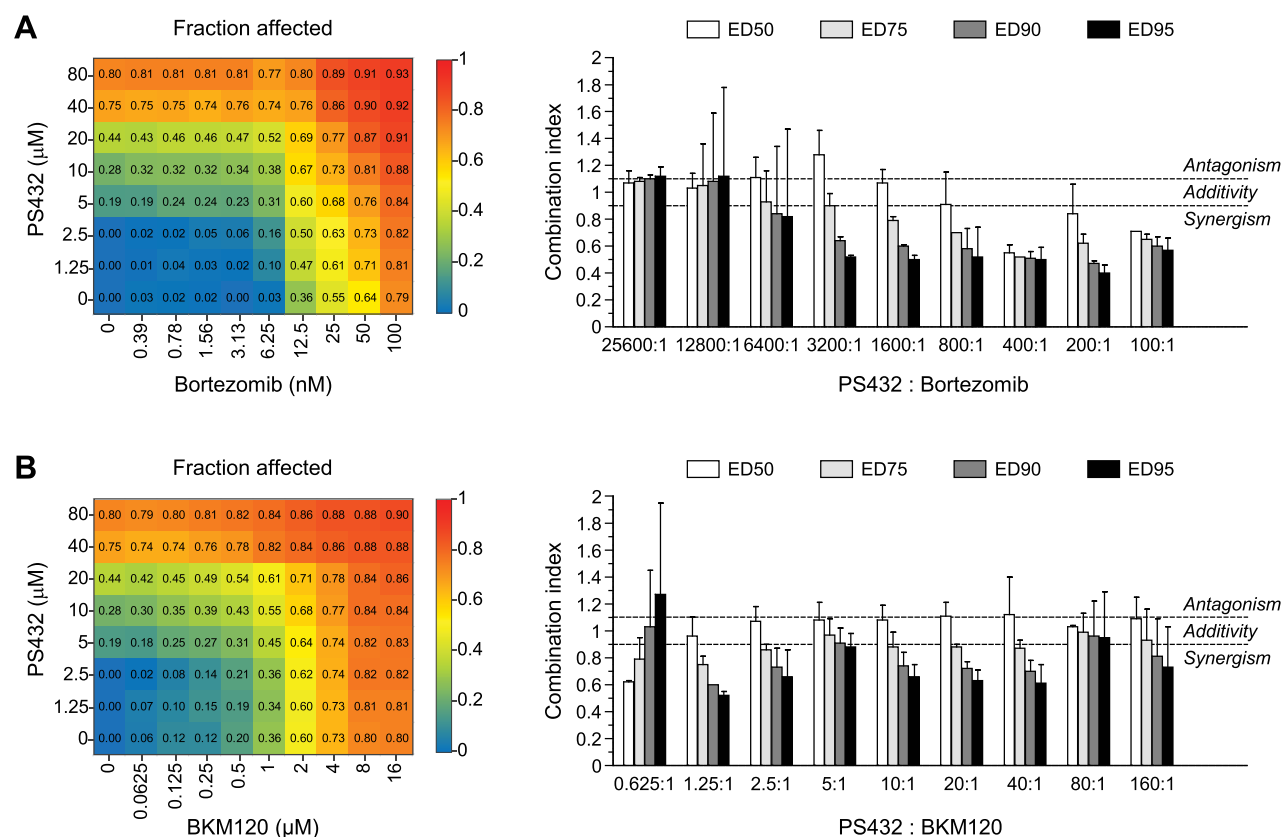 A
Fraction affected
80 0.80 0.81 0.81 0.81 0.81 0.77 0.80 0.89 0.91 0.93
40 0.75 0.75 0.75 0.74 0.76 0.74 0.76 0.86 0.90 0.92
20 0.44 0.43 0.46 0.46 0.47 0.52 0.69 0.77 0.87 0.91
10 0.28 0.32 0.32 0.32 0.34 0.38 0.67 0.73 0.81 0.88
5 0.19 0.19 0.24 0.24 0.23 0.31 0.60 0.68 0.76 0.84
2.5 0.00 0.02 0.02 0.05 0.06 0.16 0.50 0.63 0.73 0.82
1.25 0.00 0.01 0.04 0.03 0.02 0.10 0.47 0.61 0.71 0.81
0 0.00 0.03 0.02 0.02 0.00 0.03 0.36 0.55 0.64 0.79
PS432 (μM)
0 0.39 0.78 1.56 3.13 6.25 12.5 25 50 100
Bortezomib (nM)
1
0.8
0.6
0.4
0.2
0
ED50 ED75 ED90 ED95
2
1.8
1.6
1.4
1.2
1
0.8
0.6
0.4
0.2
0
Combination index
Antagonism
Additivity
Synergism
25600:1 12800:1 6400:1 3200:1 1600:1 800:1 400:1 200:1 100:1
PS432 : Bortezomib
B
Fraction affected
80 0.80 0.79 0.80 0.81 0.82 0.84 0.86 0.88 0.88 0.90
40 0.75 0.74 0.74 0.76 0.78 0.82 0.84 0.86 0.88 0.88
20 0.44 0.42 0.45 0.49 0.54 0.61 0.71 0.78 0.84 0.86
10 0.28 0.30 0.35 0.39 0.43 0.55 0.68 0.77 0.84 0.84
5 0.19 0.18 0.25 0.27 0.31 0.45 0.64 0.74 0.82 0.83
2.5 0.00 0.02 0.08 0.14 0.21 0.36 0.62 0.74 0.82 0.82
1.25 0.00 0.07 0.10 0.15 0.19 0.34 0.60 0.73 0.81 0.81
0 0.00 0.06 0.12 0.12 0.20 0.36 0.60 0.73 0.80 0.80
PS432 (μM)
0 0.0625 0.125 0.25 0.5 1 2 4 8 16
BKM120 (μM)
1
0.8
0.6
0.4
0.2
0
ED50 ED75 ED90 ED95
2
1.8
1.6
1.4
1.2
1
0.8
0.6
0.4
0.2
0
Combination index
Antagonism
Additivity
Synergism
0.625:1 1.25:1 2.5:1 5:1 10:1 20:1 40:1 80:1 160:1
PS432 : BKM120